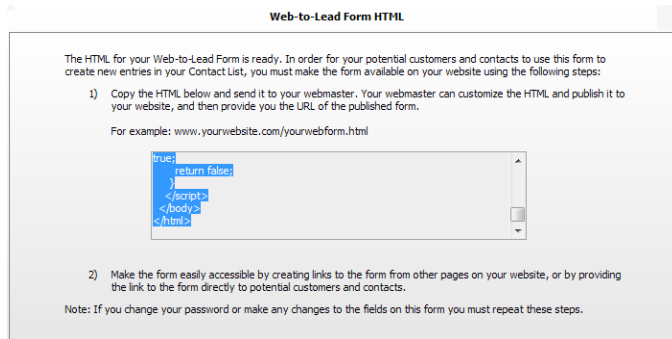 Web-to-Lead Form HTML
The HTML for your Web-to-Lead Form is ready. In order for your potential customers and contacts to use this form to
create new entries in your Contact List, you must make the form available on your website using the following steps:
1) Copy the HTML below and send it to your webmaster. Your webmaster can customize the HTML and publish it to
your website, and then provide you the URL of the published form.
For example: www.yourwebsite.com/yourwebform.html
true;
return false;
}
</script>
</body>
</html>
2) Make the form easily accessible by creating links to the form from other pages on your website, or by providing
the link to the form directly to potential customers and contacts.
Note: If you change your password or make any changes to the fields on this form you must repeat these steps.